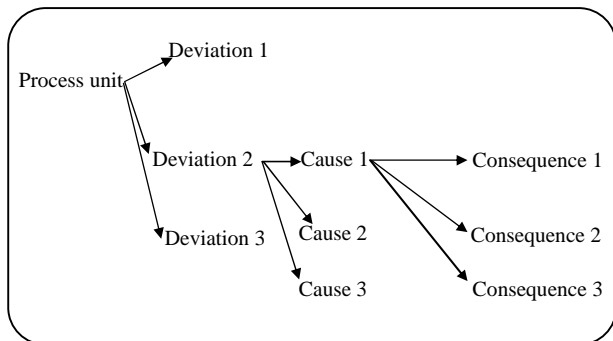 Deviation 1
Process unit
Deviation 2 Cause 1 Consequence 1
Deviation 3 Cause 2 Consequence 2
Cause 3 Consequence 3